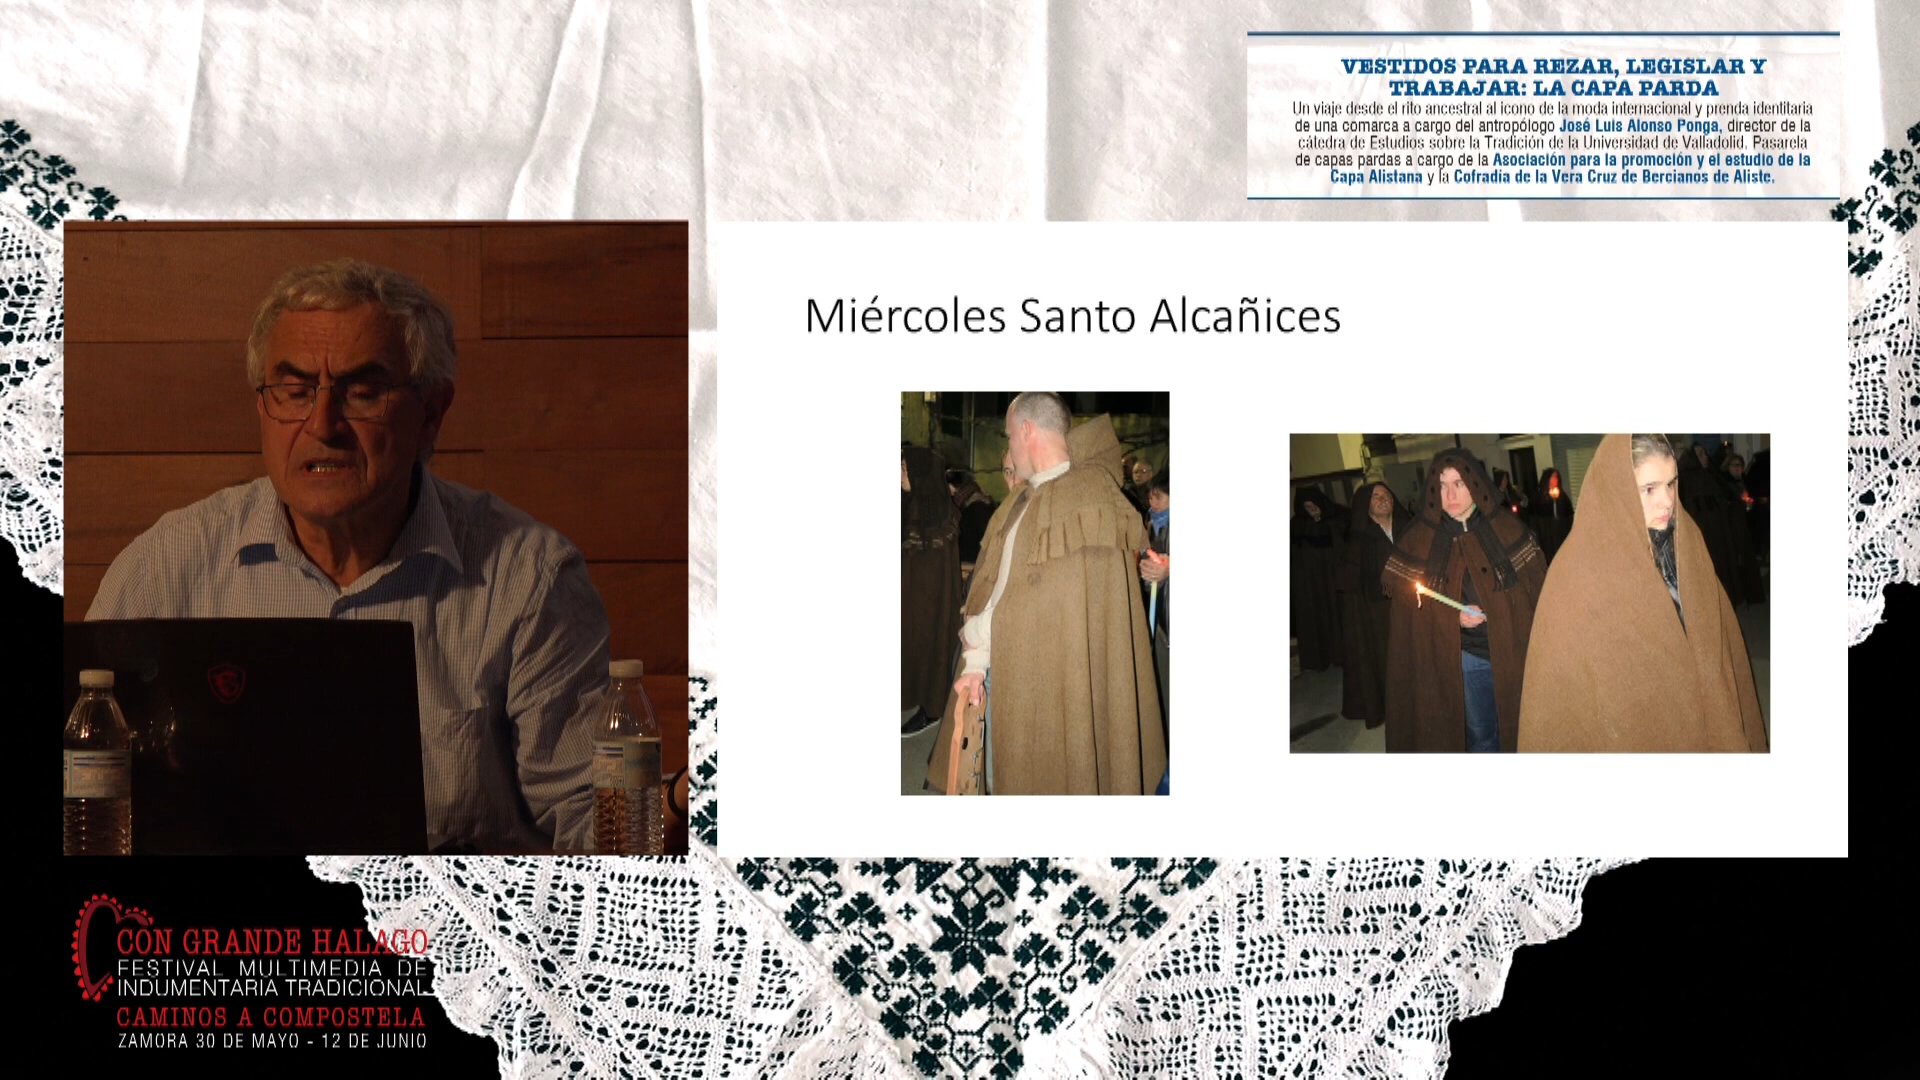 VESTIDOS PARA REZAR, LEGISLAR Y
TRABAJAR: LA CAPA PARDA
Un viaje desde el rito ancestral al icono de la moda internacional y prenda identitaria
de una comarca a cargo del antropólogo José Luis Alonso Ponga, director de la
cátedra de Estudios sobre la Tradición de la Universidad de Valladolid. Pasarela
de capas pardas a cargo de la Asociación para la promoción y el estudio de la
Capa Alistana y la Cofradía de la Vera Cruz de Bercianos de Aliste.
Miércoles Santo Alcañices
CON GRANDE HALAGO
FESTIVAL MULTIMEDIA DE
INDUMENTARIA TRADICIONAL
CAMINOS A COMPOSTELA
ZAMORA 30 DE MAYO - 12 DE JUNIO